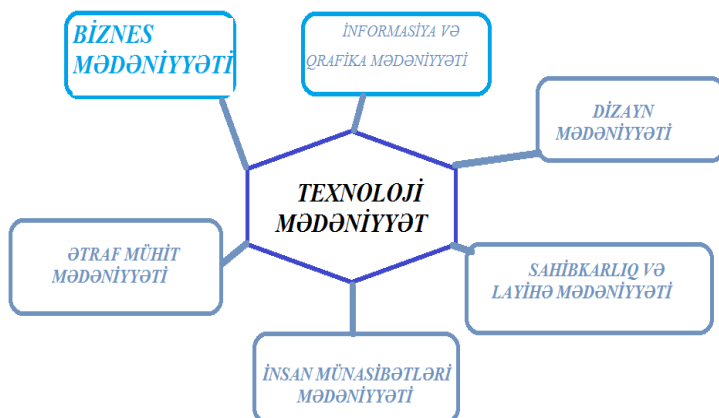 BİZNES
MƏDƏNİYYƏTİ
İNFORMASİYA VƏ
QRAFİKA MƏDƏNİYYƏTİ
DİZAYN
MƏDƏNİYYƏTİ
TEXNOLOJİ
MƏDƏNİYYƏT
ƏTRAF MÜHİT
MƏDƏNİYYƏTİ
SAHİBKARLIQ VƏ
LAYİHƏ MƏDƏNİYYƏTİ
İNSAN MÜNASİBƏTLƏRİ
MƏDƏNİYYƏTİ